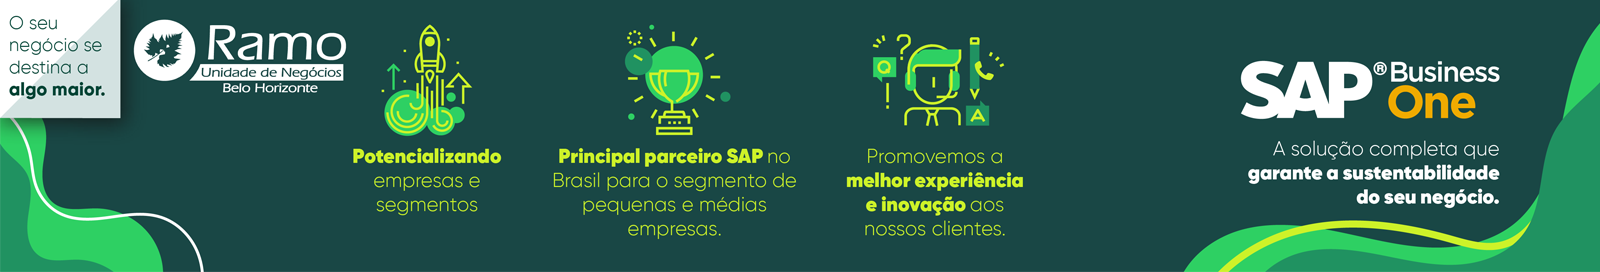 O seu
negócio se
destina a
algo maior.
Ramo
Unidade de Negócios
Belo Horizonte
Potencializando
empresas e
segmentos
Principal parceiro SAP no
Brasil para o segmento de
pequenas e médias
empresas.
?
Q
!
A
Promovemos a
melhor experiência
e inovação aos
nossos clientes.
SAP® Business
One
A solução completa que
garante a sustentabilidade
do seu negócio.